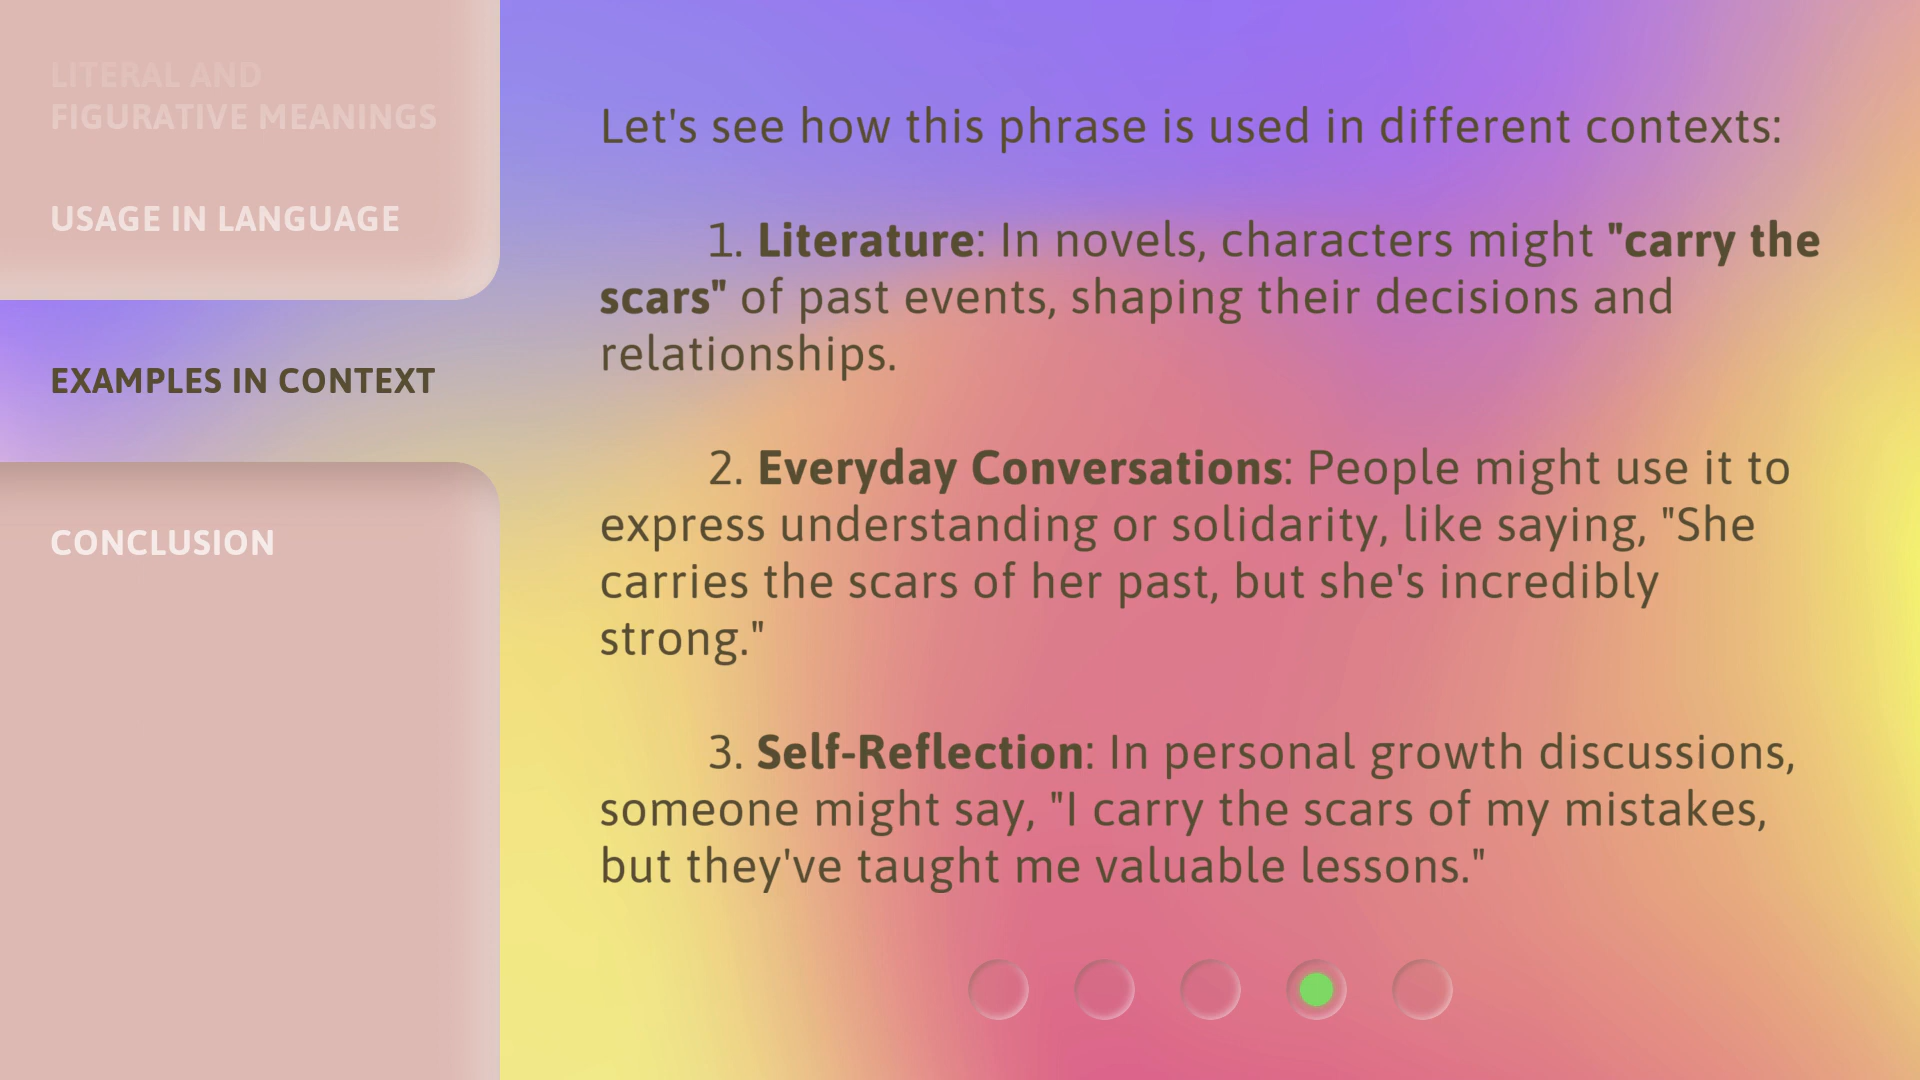 LITERAL AND
FIGURATIVE MEANINGS
USAGE IN LANGUAGE
EXAMPLES IN CONTEXT
CONCLUSION
Let's see how this phrase is used in different contexts:
1. Literature: In novels, characters might "carry the
scars" of past events, shaping their decisions and
relationships.
2. Everyday Conversations: People might use it to
express understanding or solidarity, like saying, "She
carries the scars of her past, but she's incredibly
strong."
3. Self-Reflection: In personal growth discussions,
someone might say, "I carry the scars of my mistakes,
but they've taught me valuable lessons."